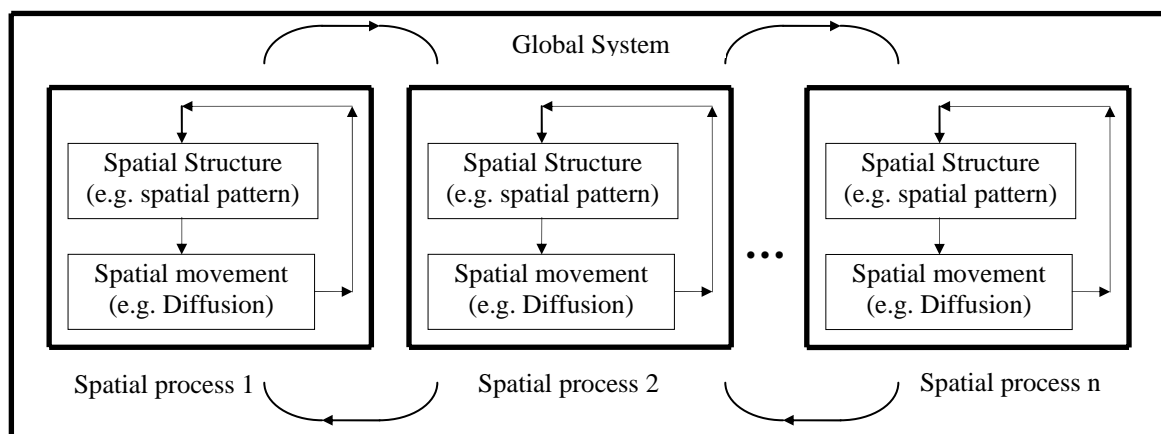 Global System
Spatial Structure
(e.g. spatial pattern)
Spatial movement
(e.g. Diffusion)
Spatial process 1
Spatial Structure
(e.g. spatial pattern)
Spatial movement
(e.g. Diffusion)
Spatial process 2
...
Spatial Structure
(e.g. spatial pattern)
Spatial movement
(e.g. Diffusion)
Spatial process n